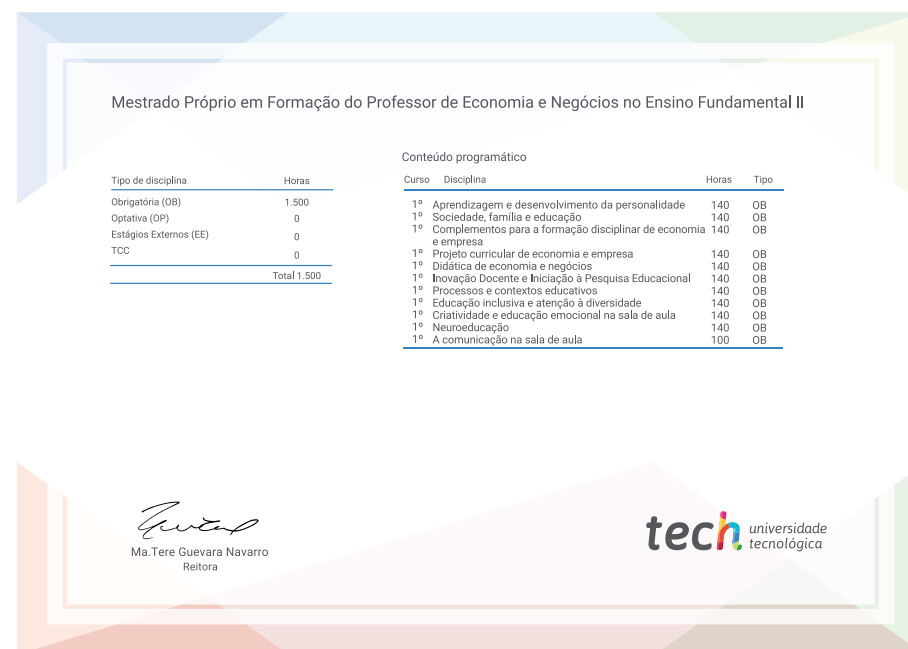 Mestrado Próprio em Formação do Professor de Economia e Negócios no Ensino Fundamental II
Tipo de disciplina Horas
Obrigatória (OB) 1.500
Optativa (OP) 0
Estágios Externos (EE) 0
TCC 0
Total 1.500
Conteúdo programático
Curso Disciplina Horas Tipo
1º Aprendizagem e desenvolvimento da personalidade 140 OB
1º Sociedade, família e educação 140 OB
1º Complementos para a formação disciplinar de economia 140 OB
e empresa
1º Projeto curricular de economia e empresa 140 OB
1º Didática de economia e negócios 140 OB
1º Inovação Docente e Iniciação à Pesquisa Educacional 140 OB
1º Processos e contextos educativos 140 OB
1º Educação inclusiva e atenção à diversidade 140 OB
1º Criatividade e educação emocional na sala de aula 140 OB
1º Neuroeducação 140 OB
1º A comunicação na sala de aula 100 OB
Ma.Tere Guevara Navarro
Reitora
tech universidade
tecnológica